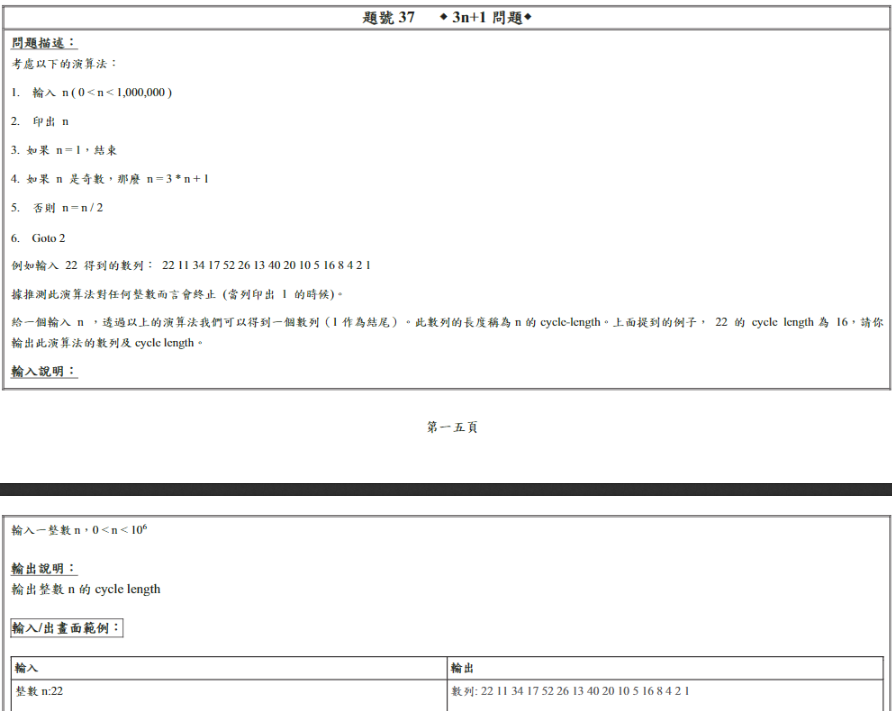 題號 37 ◆ 3n+1 問題◆
問題描述：
考慮以下的演算法：
1. 輸入 n ( 0 < n < 1,000,000 )
2. 印出 n
3. 如果 n = 1，結束
4. 如果 n 是奇數，那麼 n = 3 * n + 1
5. 否則 n = n / 2
6. Goto 2
例如輸入 22 得到的數列： 22 11 34 17 52 26 13 40 20 10 5 16 8 4 2 1
據推測此演算法對任何整數而言會終止 (當列印出 1 的時候)。
給一個輸入 n ，透過以上的演算法我們可以得到一個數列（1 作為結尾）。此數列的長度稱為 n 的 cycle-length。上面提到的例子， 22 的 cycle length 為 16，請你
輸出此演算法的數列及 cycle length。
輸入說明：
第一五頁
輸入一整數 n，0 < n < 10⁶
輸出說明：
輸出整數 n 的 cycle length
輸入/出畫面範例：
輸入 輸出
整數 n:22 數列: 22 11 34 17 52 26 13 40 20 10 5 16 8 4 2 1